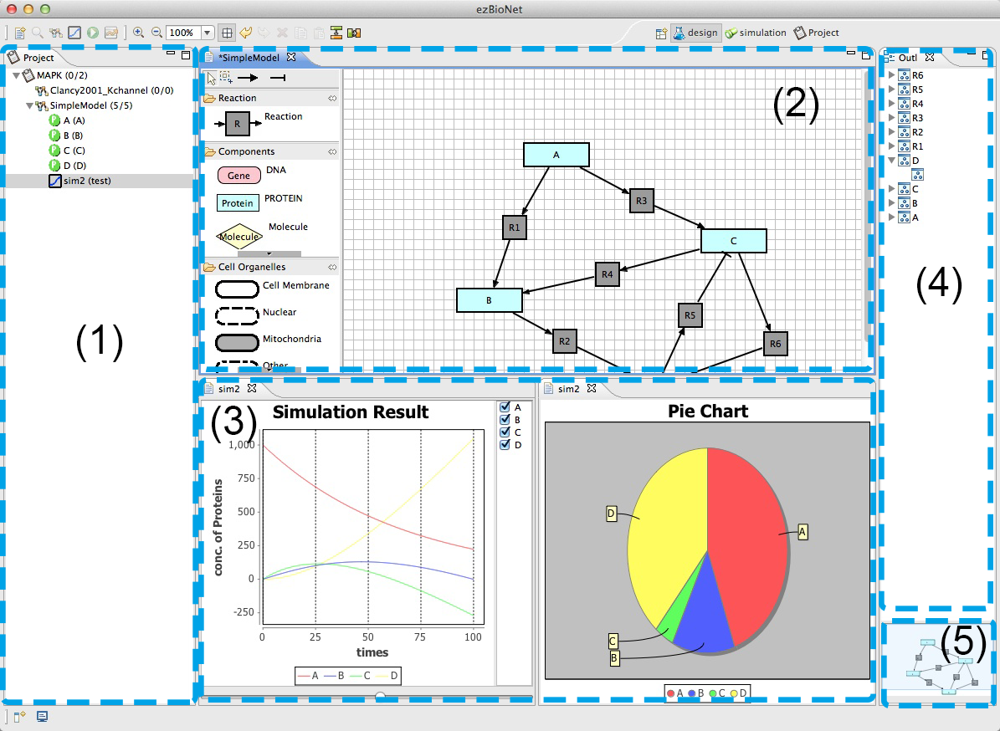 ezBioNet
100%
design
simulation
Project
Project
MAPK (0/2)
Clancy2001_Kchannel (0/0)
SimpleModel (5/5)
A (A)
B (B)
C (C)
D (D)
sim2 (test)
(1)
*SimpleModel
Reaction
R
Reaction
Components
Gene
DNA
Protein
PROTEIN
Molecule
Molecule
Cell Organelles
Cell Membrane
Nuclear
Mitochondria
Other
(2)
A
R3
R1
C
R4
B
R5
R2
R6
Outl
R6
R5
R4
R3
R2
R1
D
C
B
A
(4)
sim2
(3)
Simulation Result
A
B
C
D
conc. of Proteins
1,000
750
500
250
0
-250
0 25 50 75 100
times
A B C D
sim2
Pie Chart
D
A
C
B
A B C D
(5)